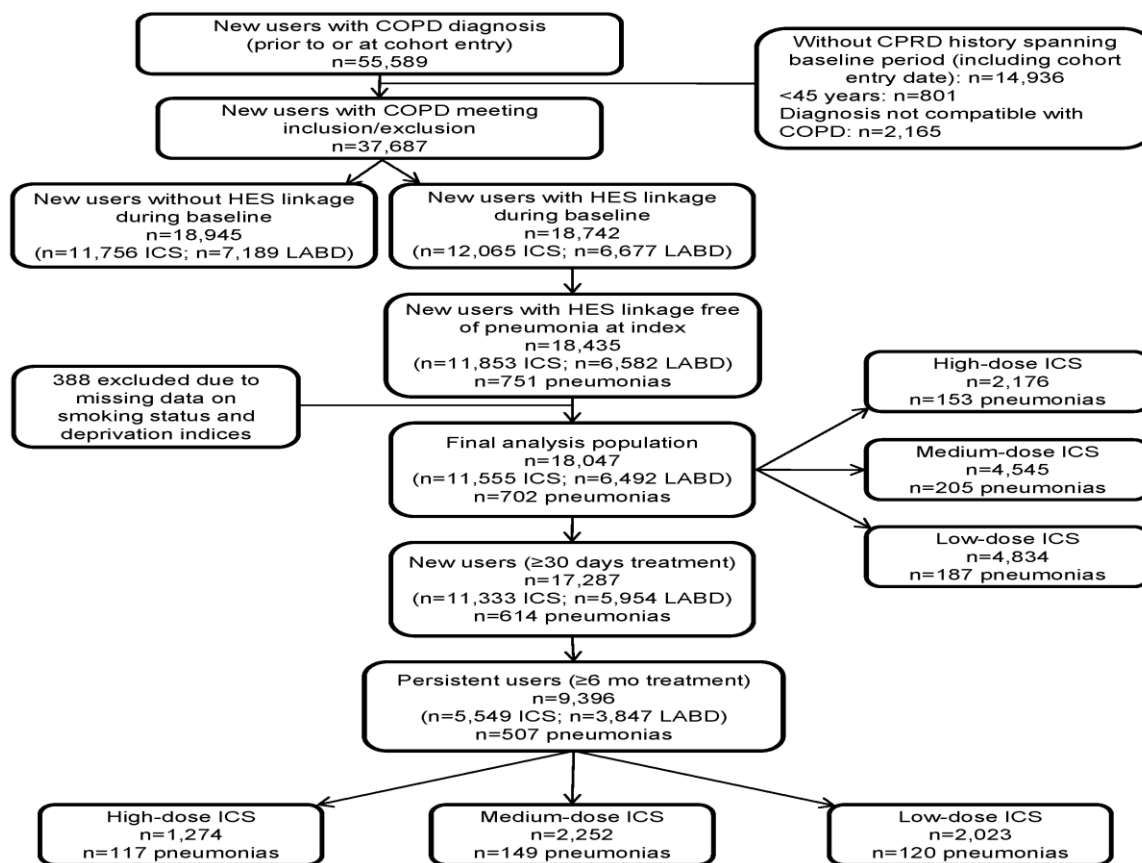 New users with COPD diagnosis
(prior to or at cohort entry)
n=55,589
Without CPRD history spanning
baseline period (including cohort
entry date): n=14,936
<45 years: n=801
Diagnosis not compatible with
COPD: n=2,165
New users with COPD meeting
inclusion/exclusion
n=37,687
New users without HES linkage
during baseline
n=18,945
(n=11,756 ICS; n=7,189 LABD)
New users with HES linkage
during baseline
n=18,742
(n=12,065 ICS; n=6,677 LABD)
New users with HES linkage free
of pneumonia at index
n=18,435
(n=11,853 ICS; n=6,582 LABD)
n=751 pneumonias
388 excluded due to
missing data on
smoking status and
deprivation indices
Final analysis population
n=18,047
(n=11,555 ICS; n=6,492 LABD)
n=702 pneumonias
High-dose ICS
n=2,176
n=153 pneumonias
Medium-dose ICS
n=4,545
n=205 pneumonias
Low-dose ICS
n=4,834
n=187 pneumonias
New users (≥30 days treatment)
n=17,287
(n=11,333 ICS; n=5,954 LABD)
n=614 pneumonias
Persistent users (≥6 mo treatment)
n=9,396
(n=5,549 ICS; n=3,847 LABD)
n=507 pneumonias
High-dose ICS
n=1,274
n=117 pneumonias
Medium-dose ICS
n=2,252
n=149 pneumonias
Low-dose ICS
n=2,023
n=120 pneumonias